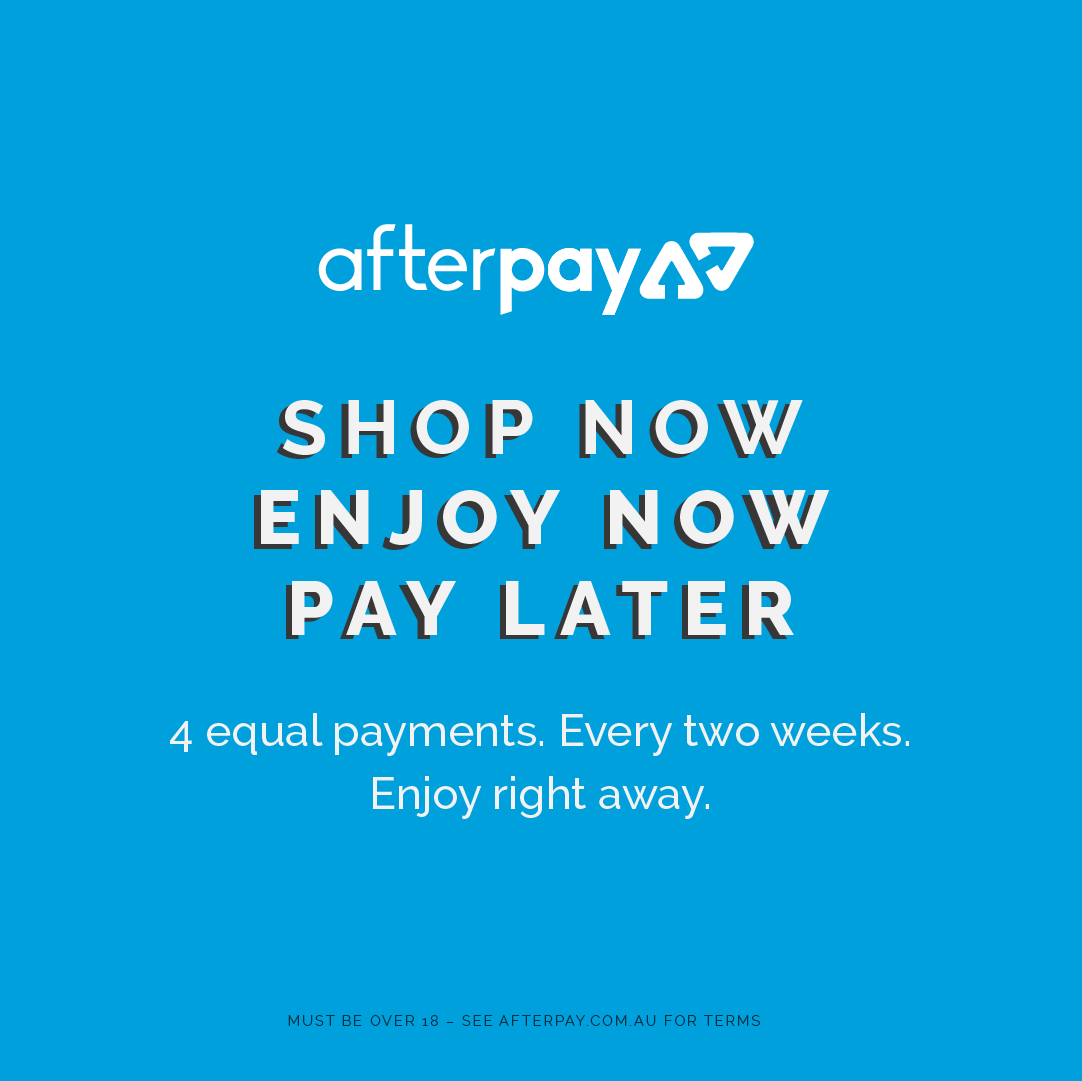 afterpay
SHOP NOW
ENJOY NOW
PAY LATER
4 equal payments. Every two weeks.
Enjoy right away.
MUST BE OVER 18 – SEE AFTERPAY.COM.AU FOR TERMS